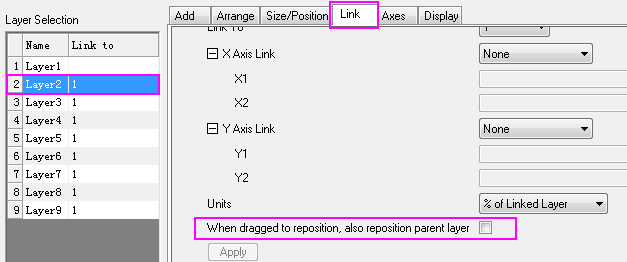 Layer Selection
Name Link to
1 Layer1
2 Layer2 1
3 Layer3 1
4 Layer4 1
5 Layer5 1
6 Layer6 1
7 Layer7 1
8 Layer8 1
9 Layer9 1
Add Arrange Size/Position Link Axes Display
X Axis Link None
X1
X2
Y Axis Link None
Y1
Y2
Units % of Linked Layer
When dragged to reposition, also reposition parent layer
Apply